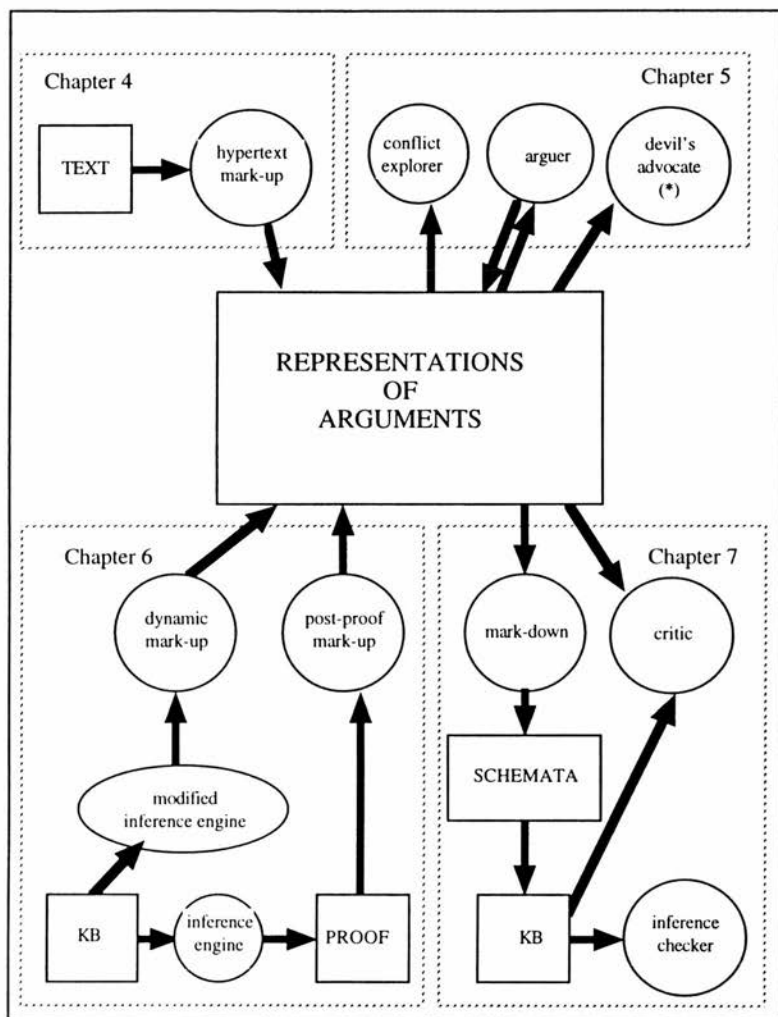 Chapter 4
TEXT
hypertext
mark-up
Chapter 5
conflict
explorer
arguer
devil's
advocate
(*)
REPRESENTATIONS
OF
ARGUMENTS
Chapter 6
dynamic
mark-up
post-proof
mark-up
modified
inference engine
KB
inference
engine
PROOF
Chapter 7
mark-down
critic
SCHEMATA
KB
inference
checker